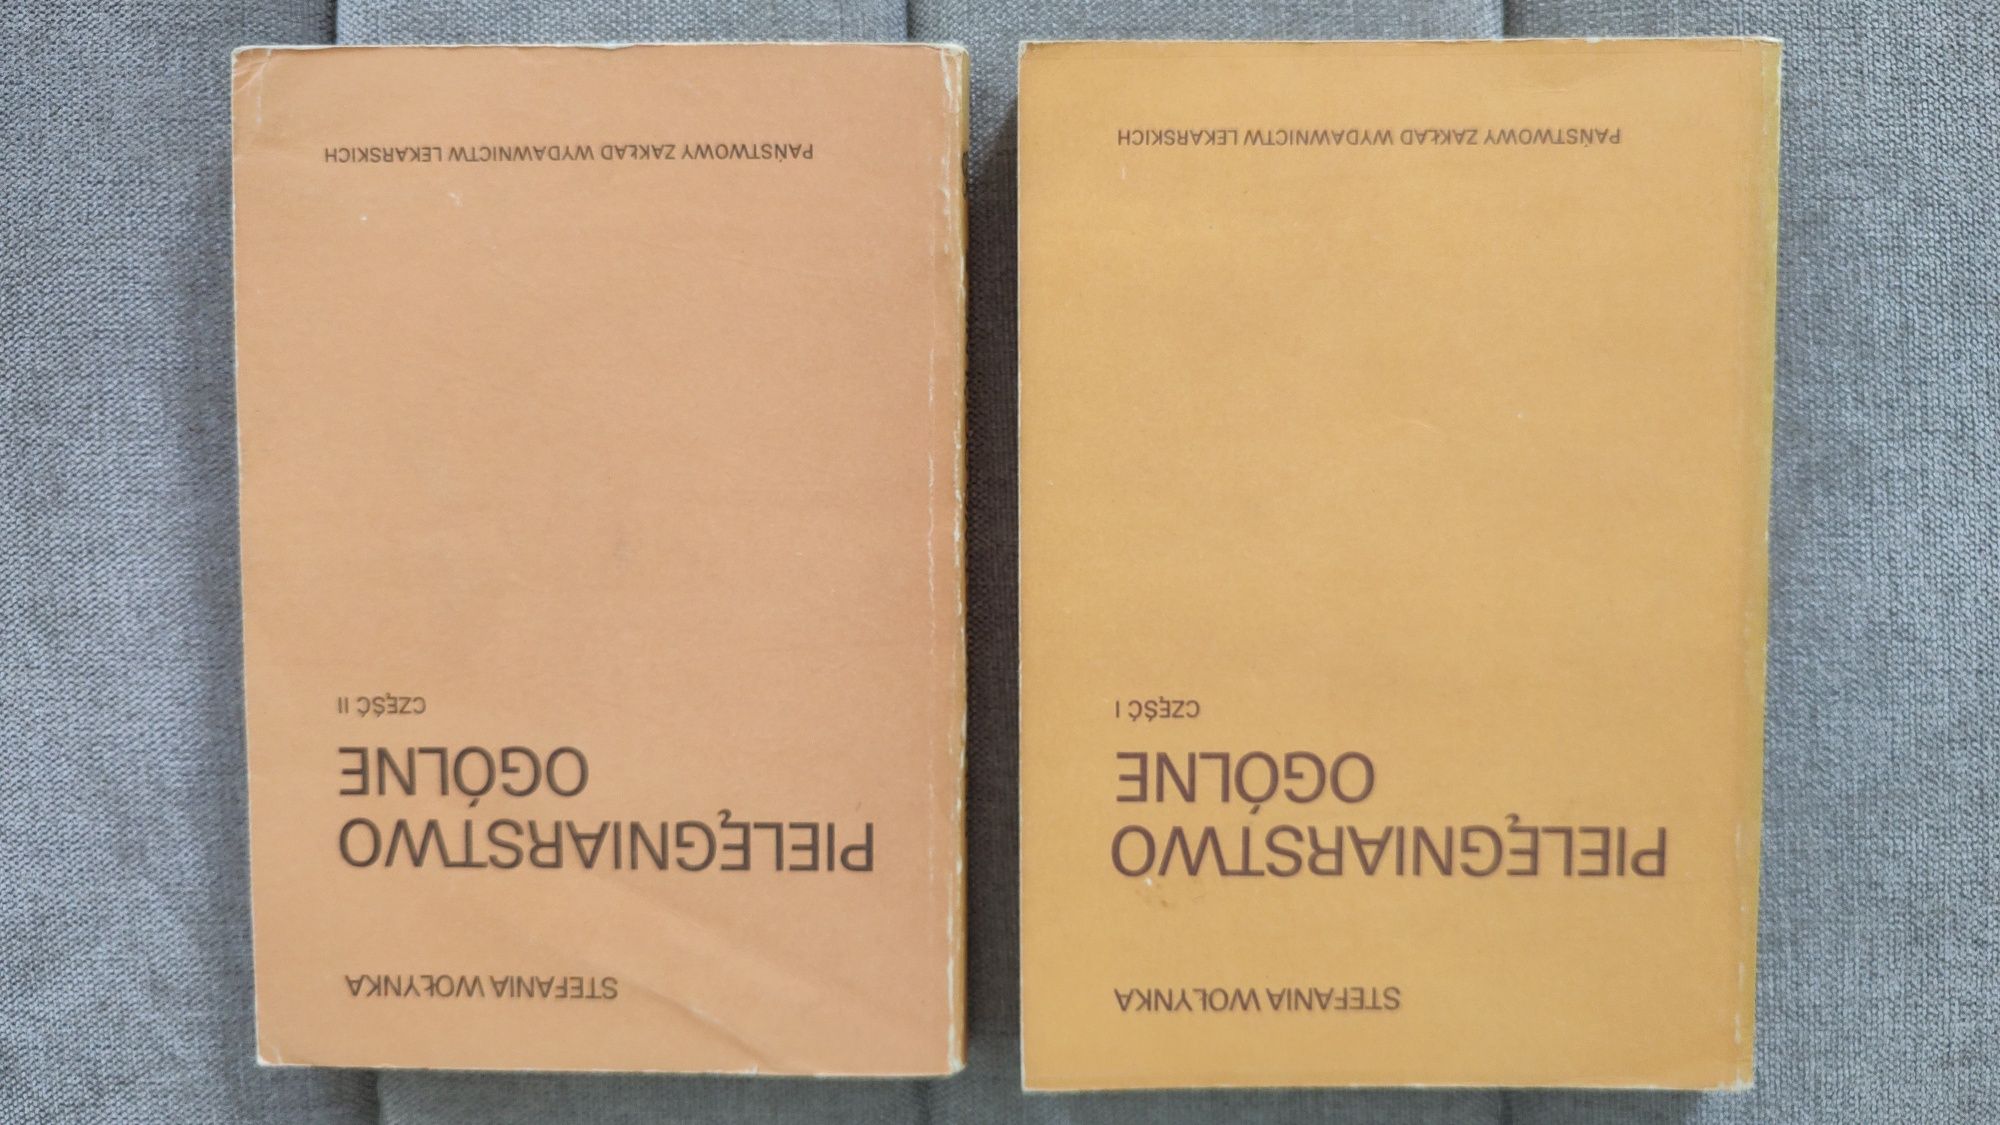 STEFANIA WOŁYNKA
PIELĘGNIARSTWO
OGÓLNE
CZĘŚĆ I
PAŃSTWOWY ZAKŁAD WYDAWNICTW LEKARSKICH
STEFANIA WOŁYNKA
PIELĘGNIARSTWO
OGÓLNE
CZĘŚĆ II
PAŃSTWOWY ZAKŁAD WYDAWNICTW LEKARSKICH